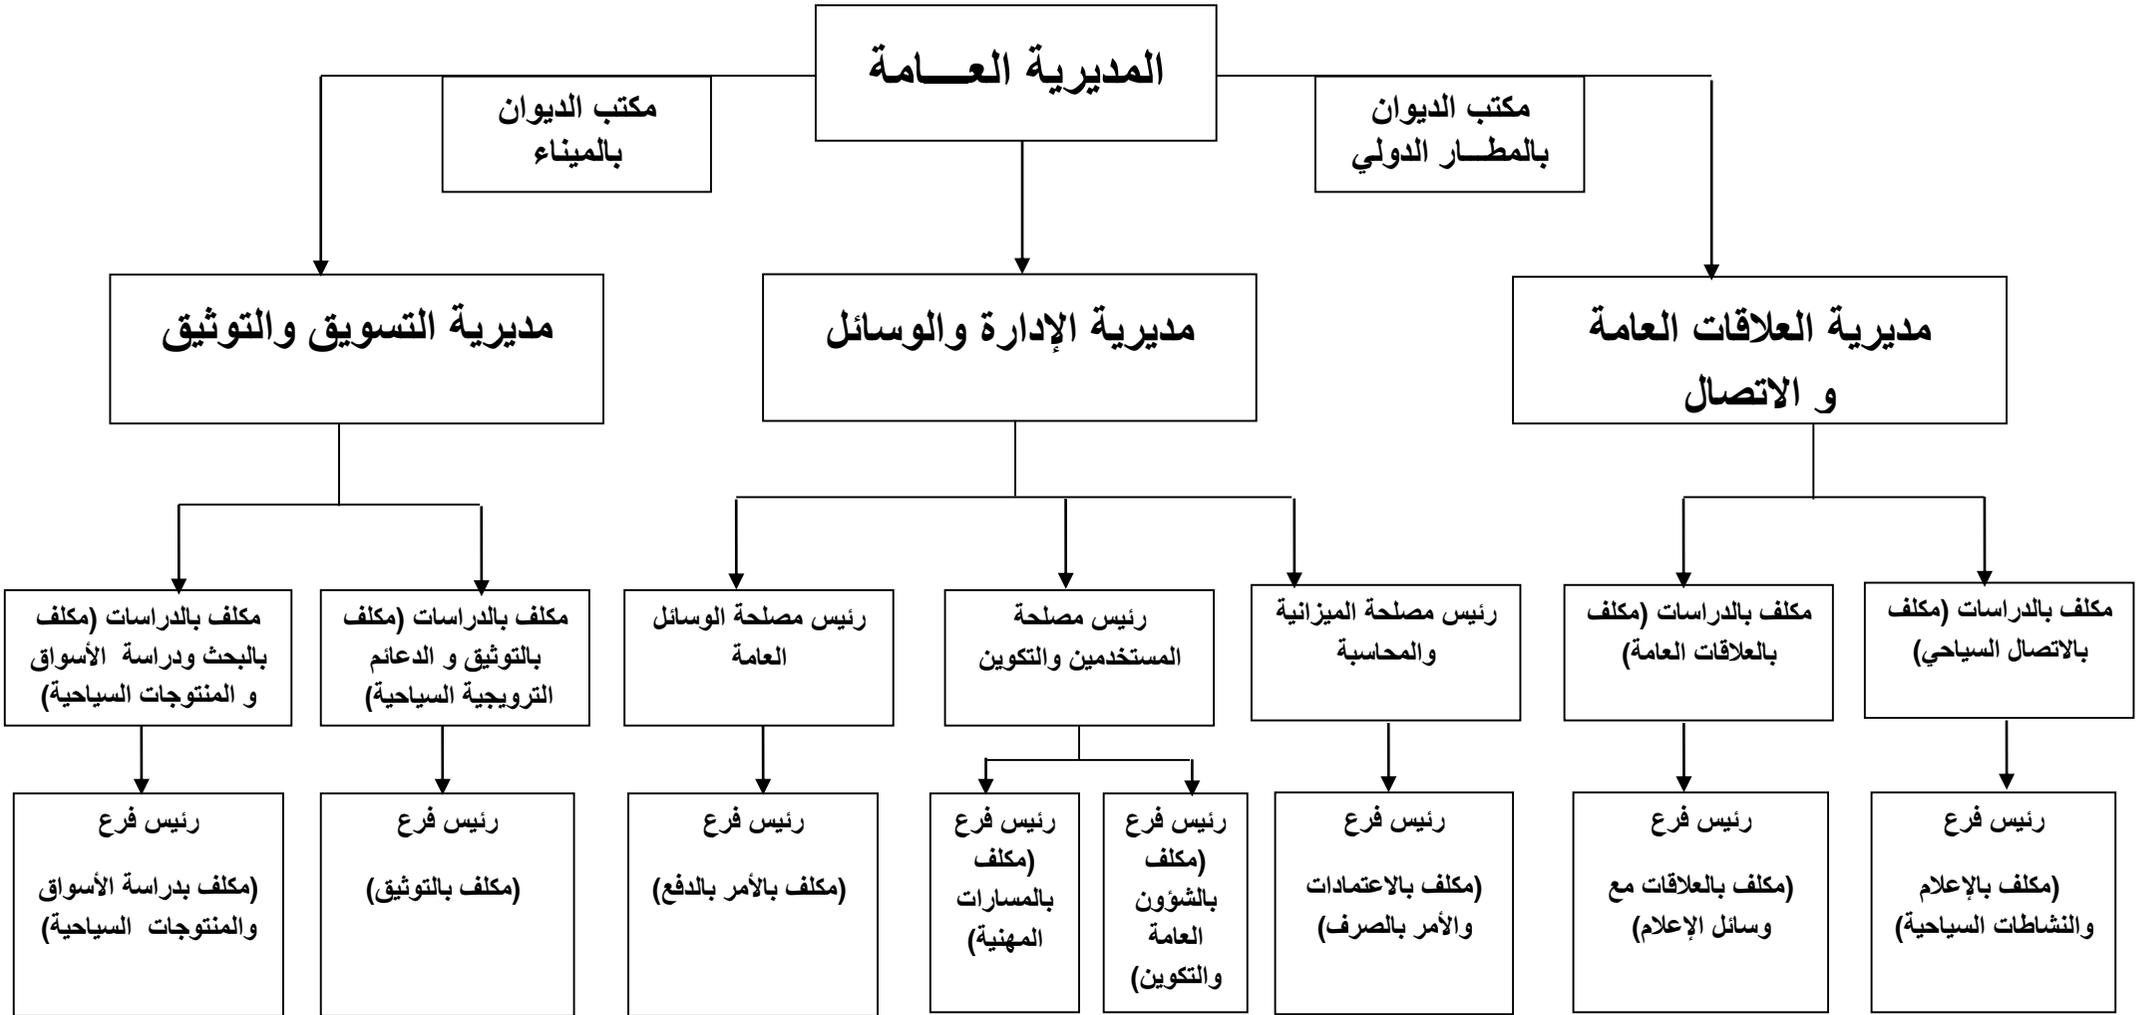 المديرية العـــامة
مكتب الديوان
بالمطـــار الدولي
مكتب الديوان
بالميناء
مديرية العلاقات العامة
و الاتصال
مديرية الإدارة والوسائل
مديرية التسويق والتوثيق
مكلف بالدراسات (مكلف
بالاتصال السياحي)
مكلف بالدراسات (مكلف
بالعلاقات العامة)
رئيس مصلحة الميزانية
والمحاسبة
رئيس مصلحة
المستخدمين والتكوين
رئيس مصلحة الوسائل
العامة
مكلف بالدراسات (مكلف
بالتوثيق و الدعائم
الترويجية السياحية)
مكلف بالدراسات (مكلف
بالبحث ودراسة الأسواق
و المنتوجات السياحية)
رئيس فرع
(مكلف بالإعلام
والنشاطات السياحية)
رئيس فرع
(مكلف بالعلاقات مع
وسائل الإعلام)
رئيس فرع
(مكلف بالاعتمادات
والأمر بالصرف)
رئيس فرع
(مكلف
بالشؤون
العامة
والتكوين)
رئيس فرع
(مكلف
بالمسارات
المهنية)
رئيس فرع
(مكلف بالأمر بالدفع)
رئيس فرع
(مكلف بالتوثيق)
رئيس فرع
(مكلف بدراسة الأسواق
والمنتوجات السياحية)